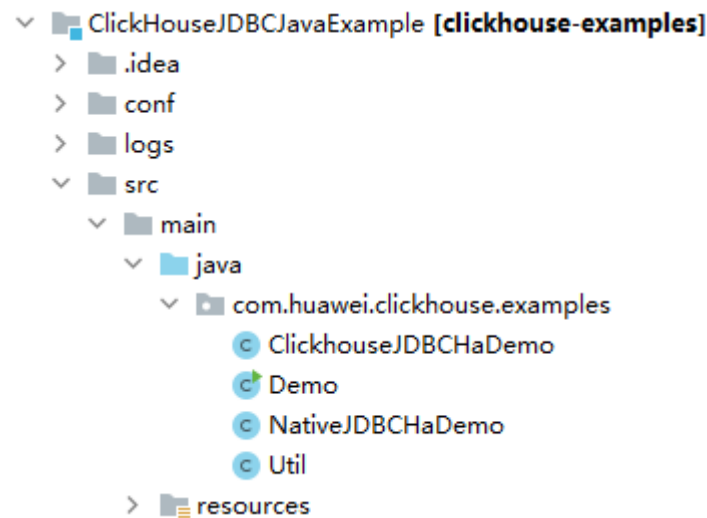 ClickHouseJDBCJavaExample [clickhouse-examples]
.idea
conf
logs
src
main
java
com.huawei.clickhouse.examples
C ClickhouseJDBCHaDemo
C Demo
C NativeJDBCHaDemo
C Util
resources